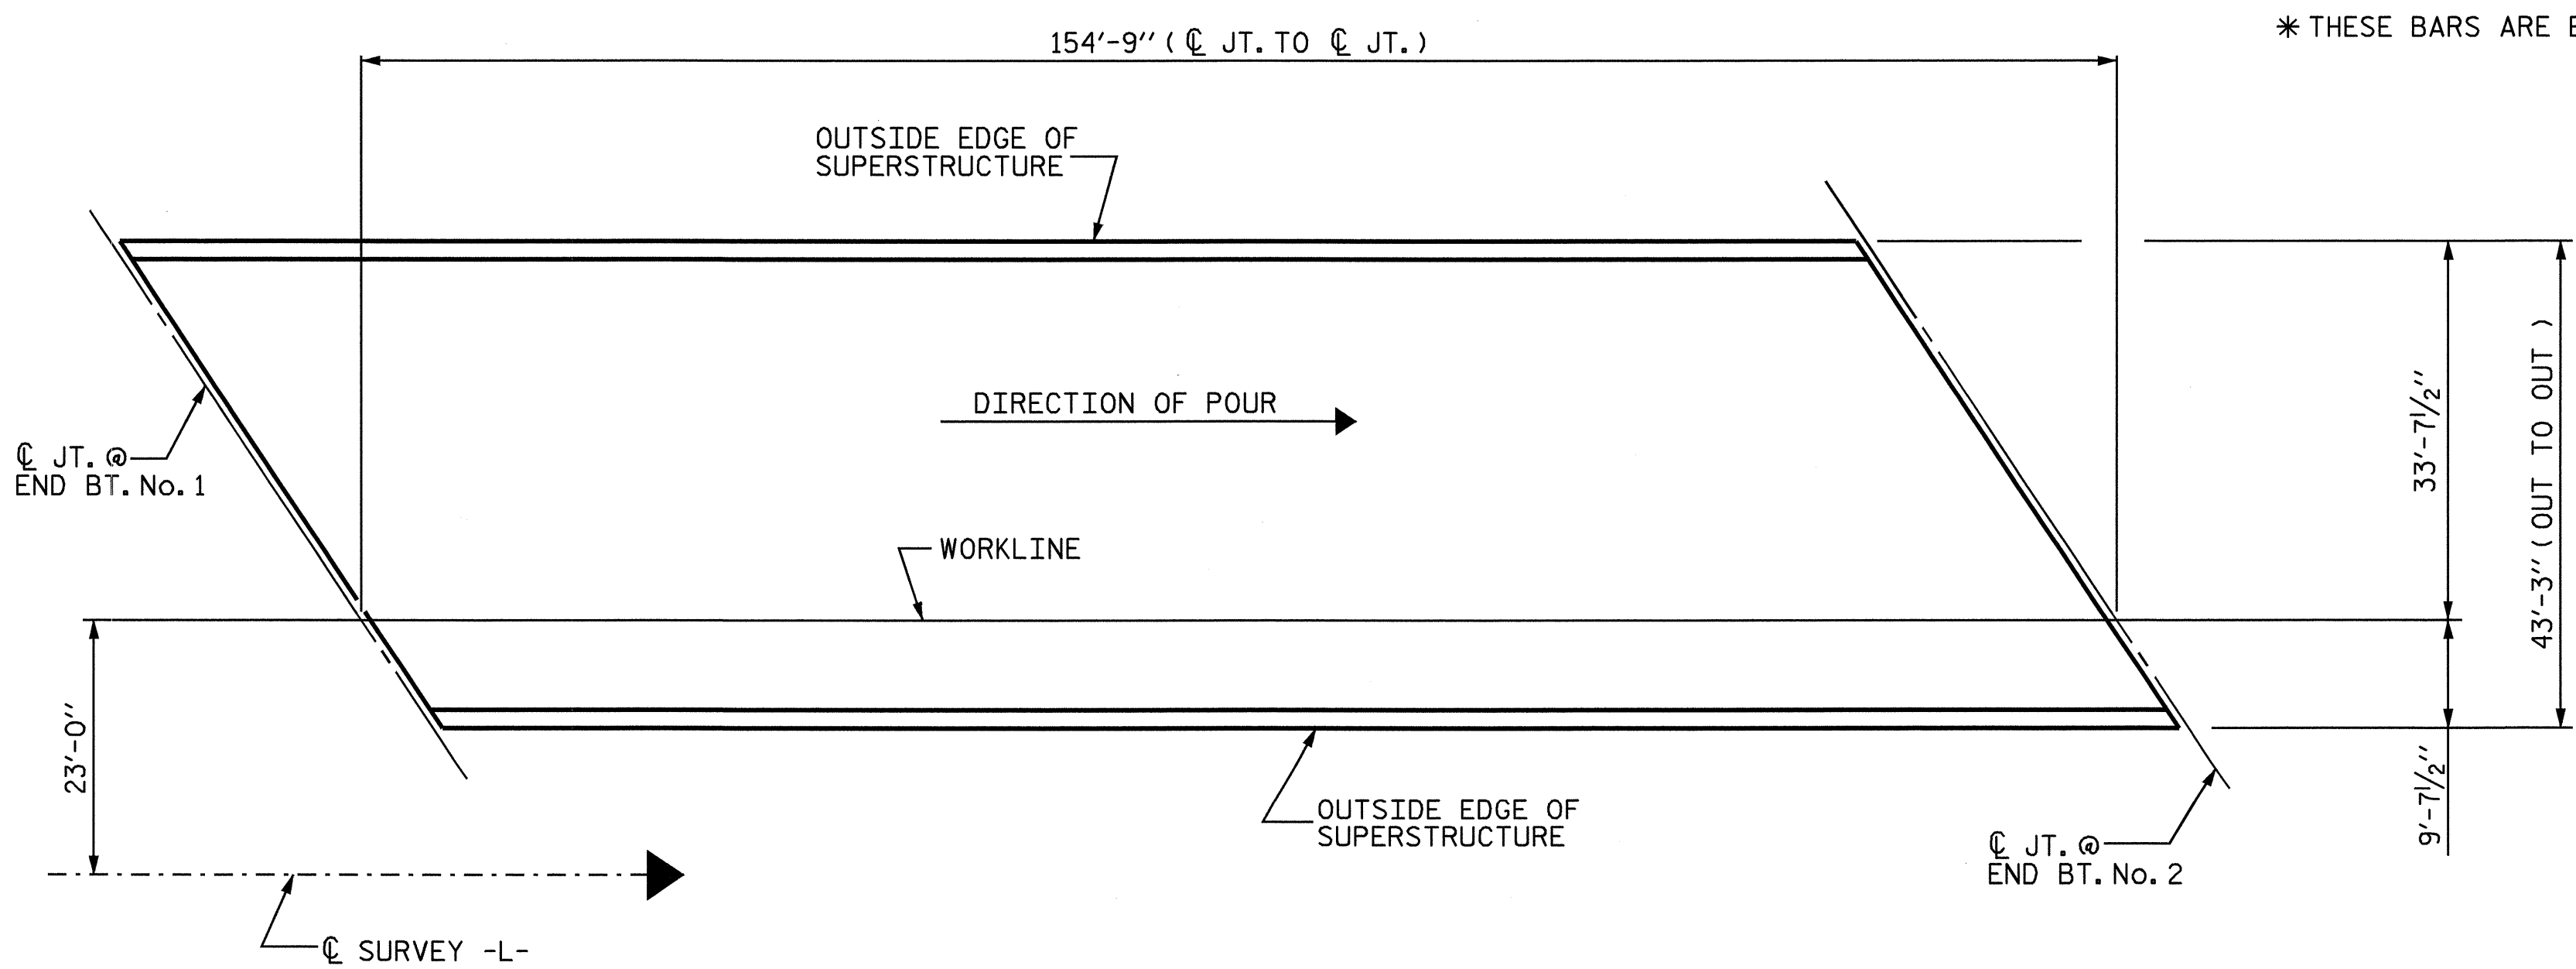 ✳ THESE BARS ARE
154'-9" ( ℄ JT. TO ℄ JT. )
OUTSIDE EDGE OF
SUPERSTRUCTURE
DIRECTION OF POUR
℄ JT. @
END BT. No. 1
WORKLINE
33'-7½"
43'-3" ( OUT TO OUT )
23'-0"
9'-7½"
OUTSIDE EDGE OF
SUPERSTRUCTURE
℄ JT. @
END BT. No. 2
℄ SURVEY -L-